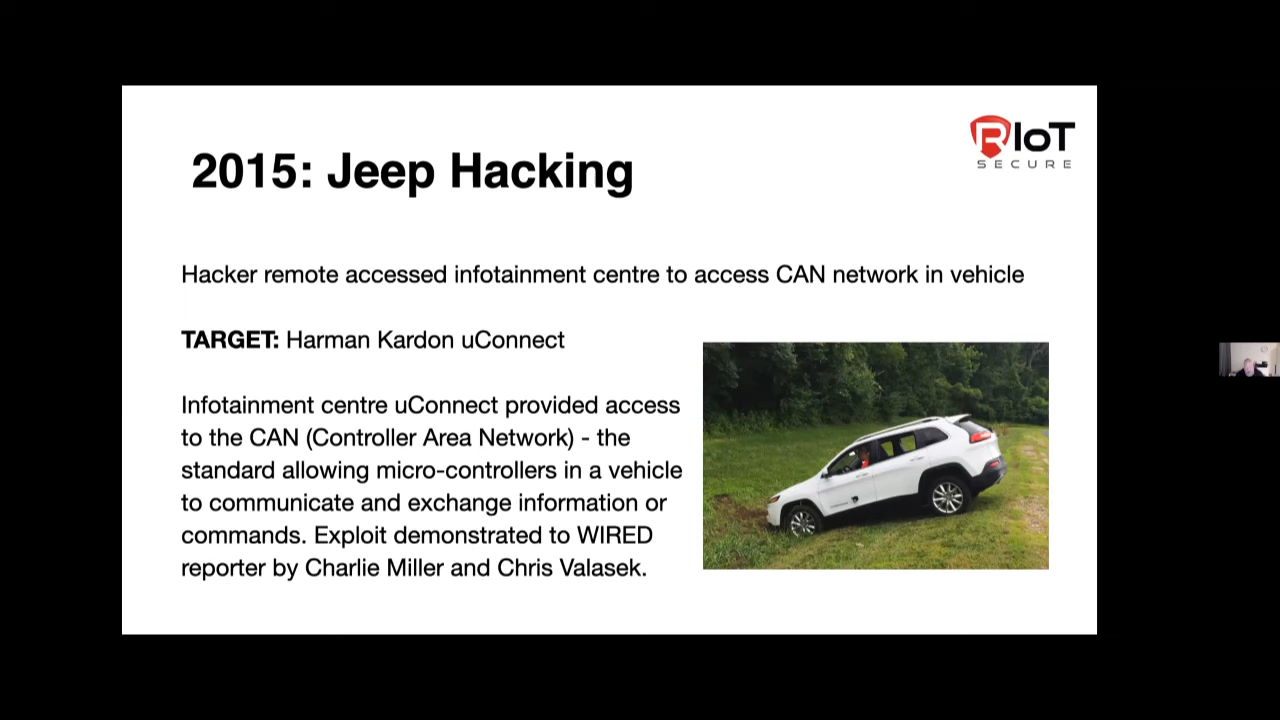 RIoT
SECURE
2015: Jeep Hacking
Hacker remote accessed infotainment centre to access CAN network in vehicle
TARGET: Harman Kardon uConnect
Infotainment centre uConnect provided access
to the CAN (Controller Area Network) - the
standard allowing micro-controllers in a vehicle
to communicate and exchange information or
commands. Exploit demonstrated to WIRED
reporter by Charlie Miller and Chris Valasek.